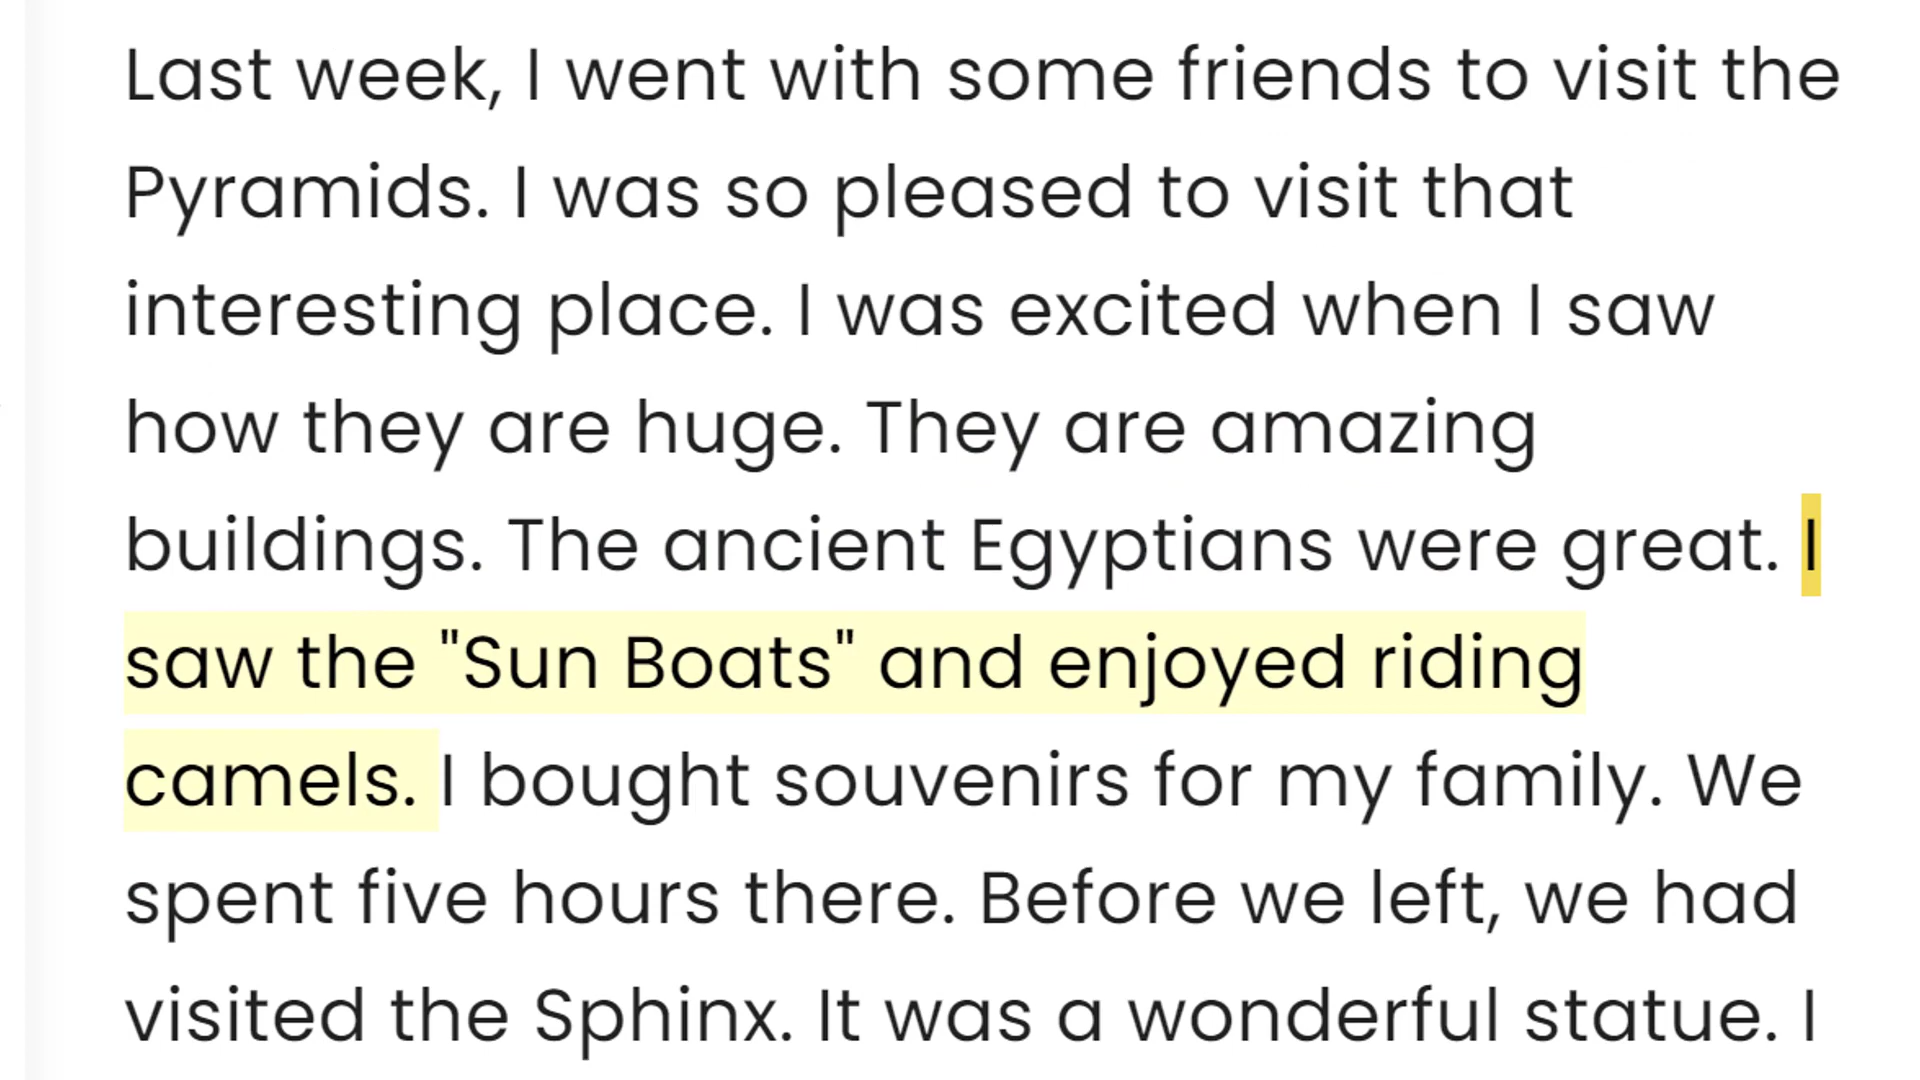 Last week, I went with some friends to visit the
Pyramids. I was so pleased to visit that
interesting place. I was excited when I saw
how they are huge. They are amazing
buildings. The ancient Egyptians were great. I
saw the "Sun Boats" and enjoyed riding
camels. I bought souvenirs for my family. We
spent five hours there. Before we left, we had
visited the Sphinx. It was a wonderful statue. I